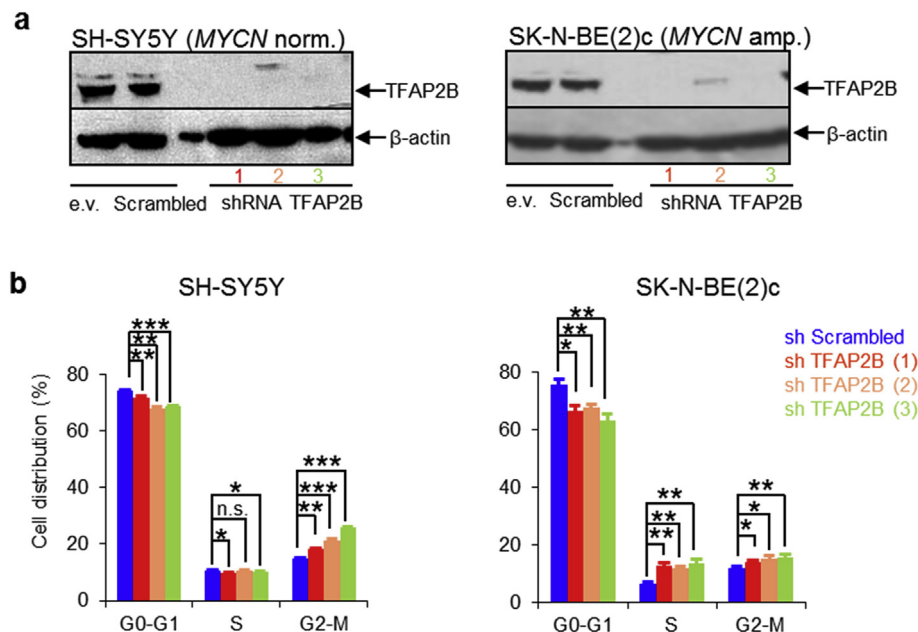 a
SH-SY5Y (MYCN norm.)
TFAP2B
β-actin
1 2 3
e.v. Scrambled shRNA TFAP2B
SK-N-BE(2)c (MYCN amp.)
TFAP2B
β-actin
1 2 3
e.v. Scrambled shRNA TFAP2B
b
SH-SY5Y
Cell distribution (%)
80
60
40
20
0
***
**
**
*
n.s.
*
***
***
**
G0-G1 S G2-M
SK-N-BE(2)c
80
60
40
20
0
**
**
*
**
**
**
**
*
*
G0-G1 S G2-M
sh Scrambled
sh TFAP2B (1)
sh TFAP2B (2)
sh TFAP2B (3)